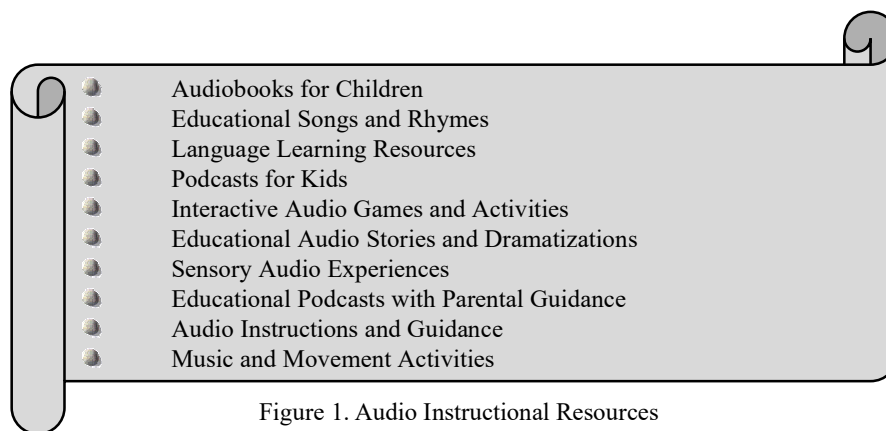 Audiobooks for Children
Educational Songs and Rhymes
Language Learning Resources
Podcasts for Kids
Interactive Audio Games and Activities
Educational Audio Stories and Dramatizations
Sensory Audio Experiences
Educational Podcasts with Parental Guidance
Audio Instructions and Guidance
Music and Movement Activities
Figure 1. Audio Instructional Resources